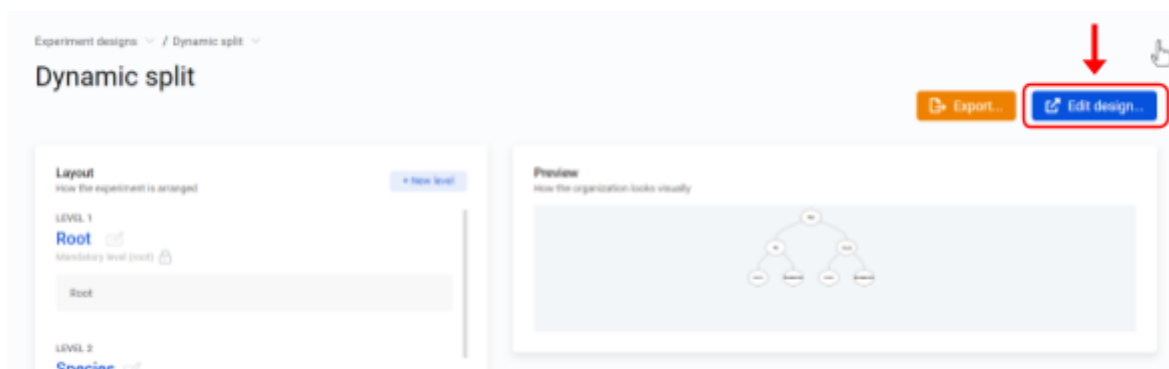 Experiment designs / Dynamic split
Dynamic split
Export...
Edit design...
Layout
How the experiment is arranged
+ New level
LEVEL 1
Root
Mandatory level (root)
Root
LEVEL 2
Species
Preview
How the organization looks visually